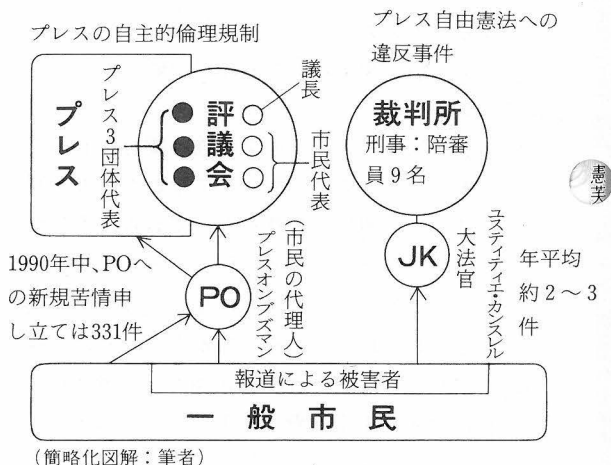 プレスの自主的倫理規制
プレス自由憲法への
違反事件
プレス
プレス3団体代表
評議会
議長
市民代表
裁判所
刑事：陪審
員9名
1990年中、POへ
の新規苦情申
し立ては331件
PO
プレスオンブズマン
（市民の代理人）
JK
大法官
ユスティティエ・カンスレル
年平均
約2～3
件
報道による被害者
一般市民
（簡略化図解：筆者）